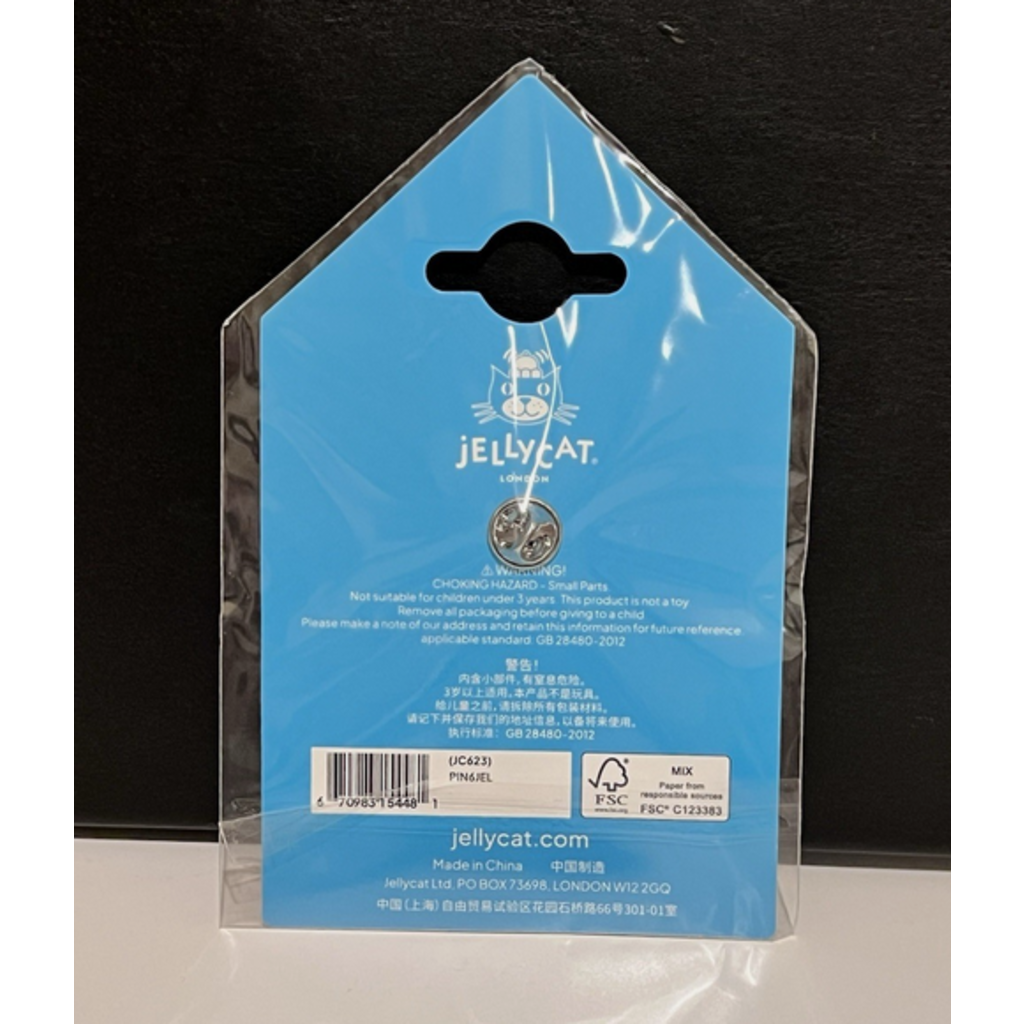 jELLYCAT®
LONDON
⚠ WARNING!
CHOKING HAZARD - Small Parts.
Not suitable for children under 3 years. This product is not a toy
Remove all packaging before giving to a child.
Please make a note of our address and retain this information for future reference.
applicable standard: GB 28480-2012
警告!
内含小部件,有窒息危险。
3岁以上适用,本产品不是玩具。
给儿童之前,请拆除所有包装材料。
请记下并保存我们的地址信息,以备将来使用。
执行标准: GB 28480-2012
(JC623)
PIN6JEL
6 70983 15448 1
FSC
www.fsc.org
MIX
Paper from
responsible sources
FSC® C123383
jellycat.com
Made in China 中国制造
Jellycat Ltd, PO BOX 73698, LONDON W12 2GQ
中国(上海)自由贸易试验区花园石桥路66号301-01室